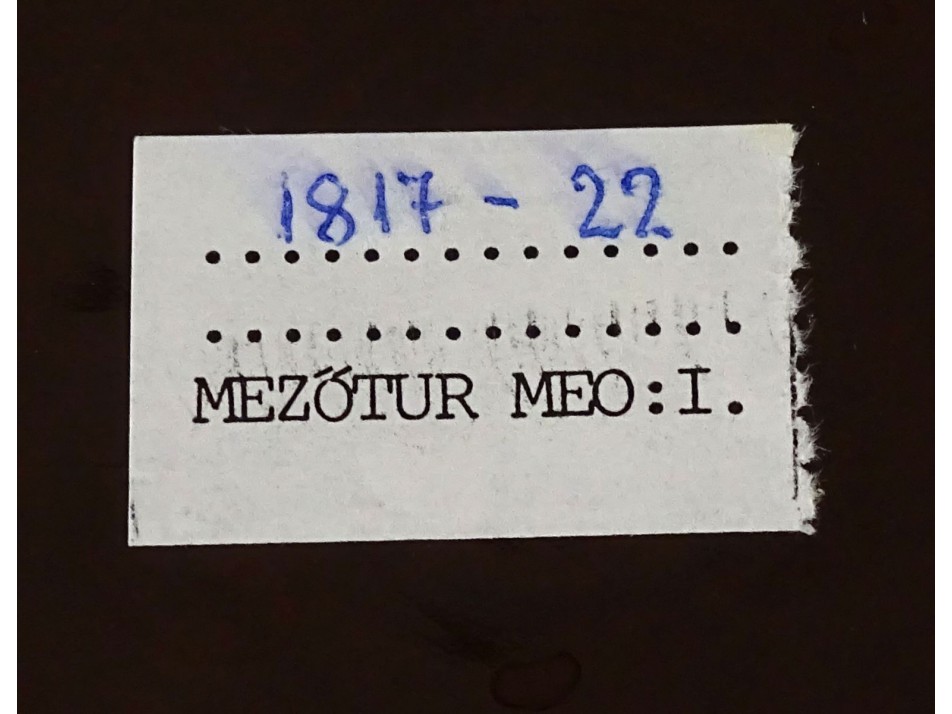 1817 - 22
..............
..............
MEZŐTUR MEO:I.